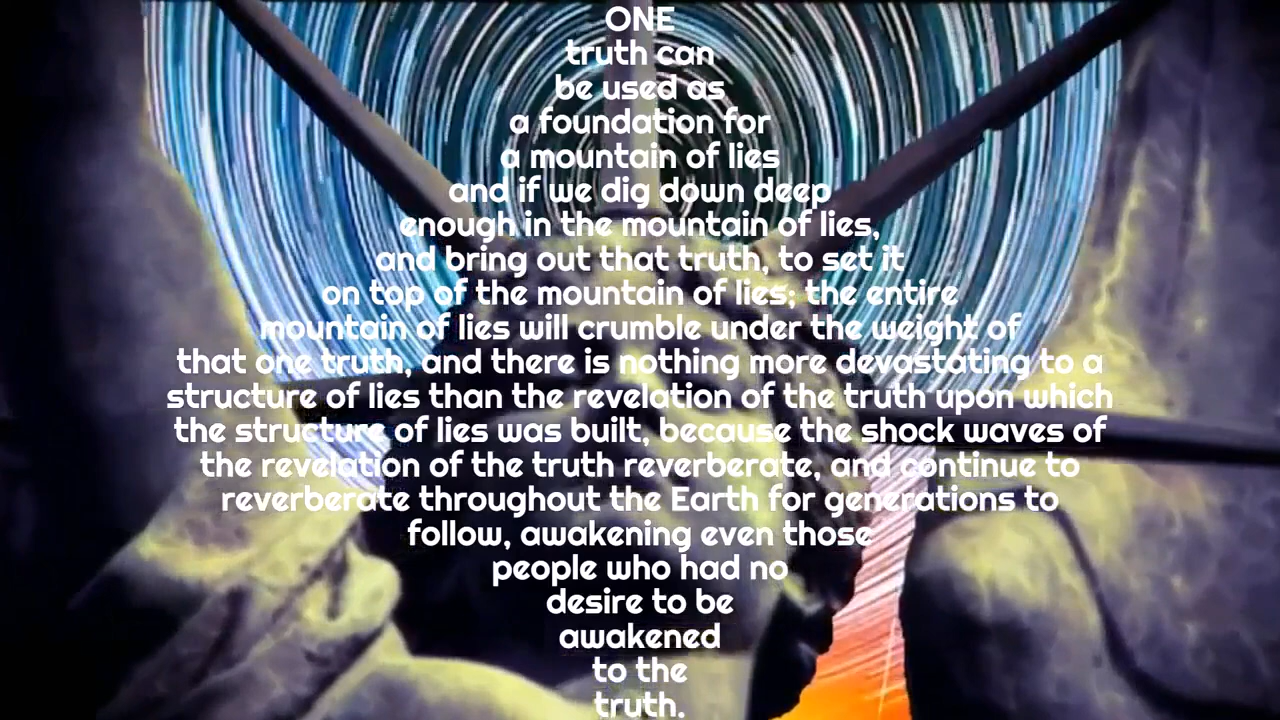 ONE
truth can
be used as
a foundation for
a mountain of lies
and if we dig down deep
enough in the mountain of lies,
and bring out that truth, to set it
on top of the mountain of lies; the entire
mountain of lies will crumble under the weight of
that one truth, and there is nothing more devastating to a
structure of lies than the revelation of the truth upon which
the structure of lies was built, because the shock waves of
the revelation of the truth reverberate, and continue to
reverberate throughout the Earth for generations to
follow, awakening even those
people who had no
desire to be
awakened
to the
truth.